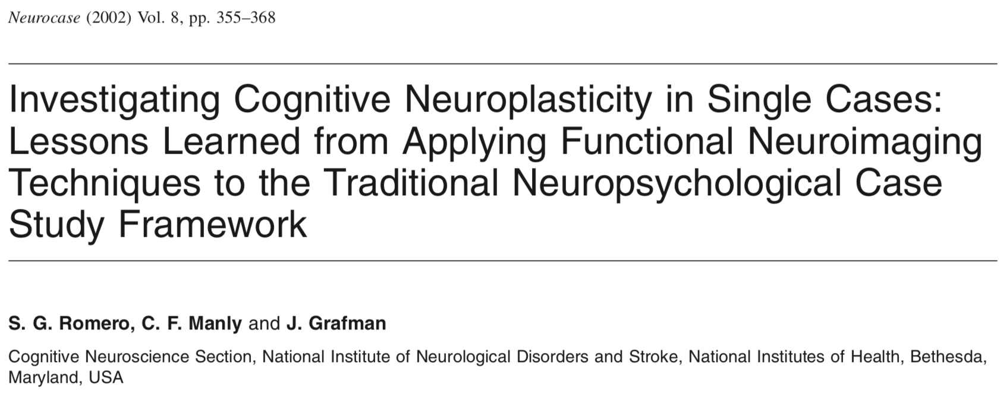 Neurocase (2002) Vol. 8, pp. 355–368
Investigating Cognitive Neuroplasticity in Single Cases:
Lessons Learned from Applying Functional Neuroimaging
Techniques to the Traditional Neuropsychological Case
Study Framework
S. G. Romero, C. F. Manly and J. Grafman
Cognitive Neuroscience Section, National Institute of Neurological Disorders and Stroke, National Institutes of Health, Bethesda,
Maryland, USA